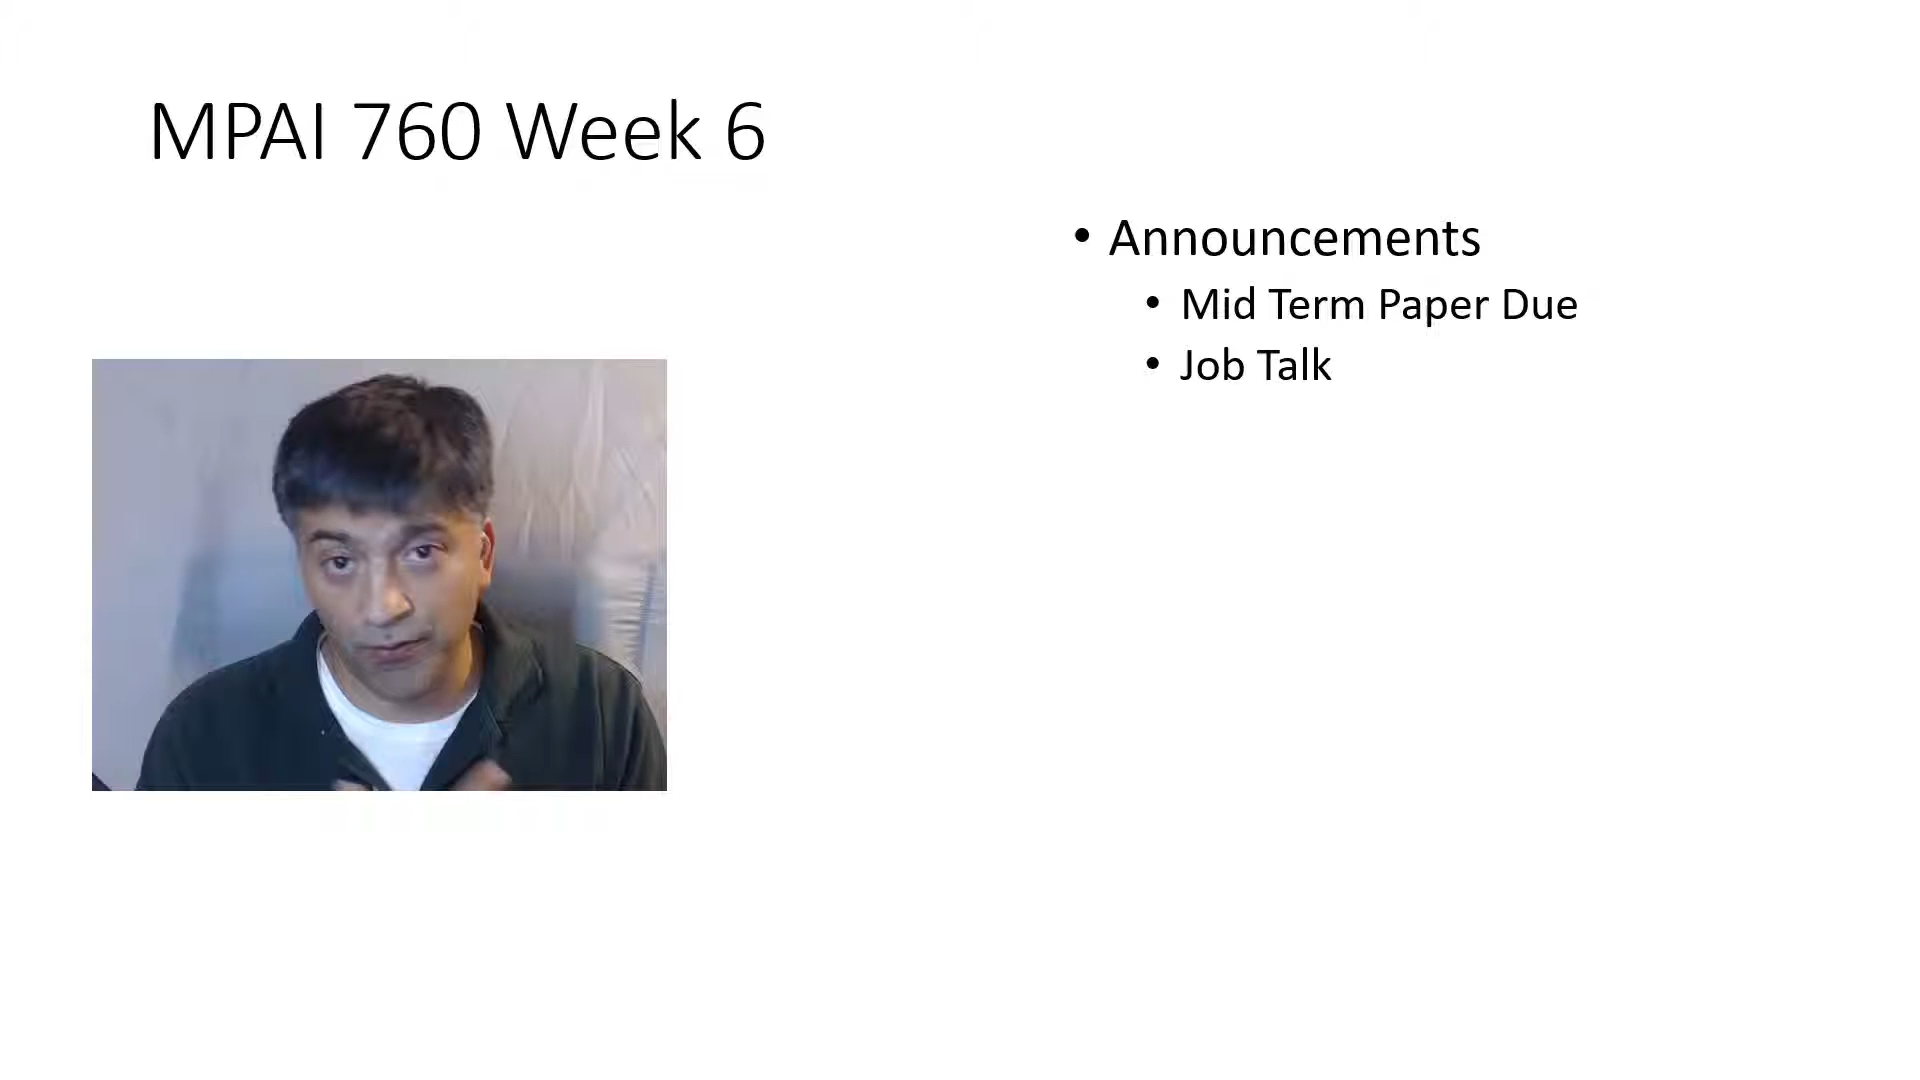 MPAI 760 Week 6
• Announcements
• Mid Term Paper Due
• Job Talk